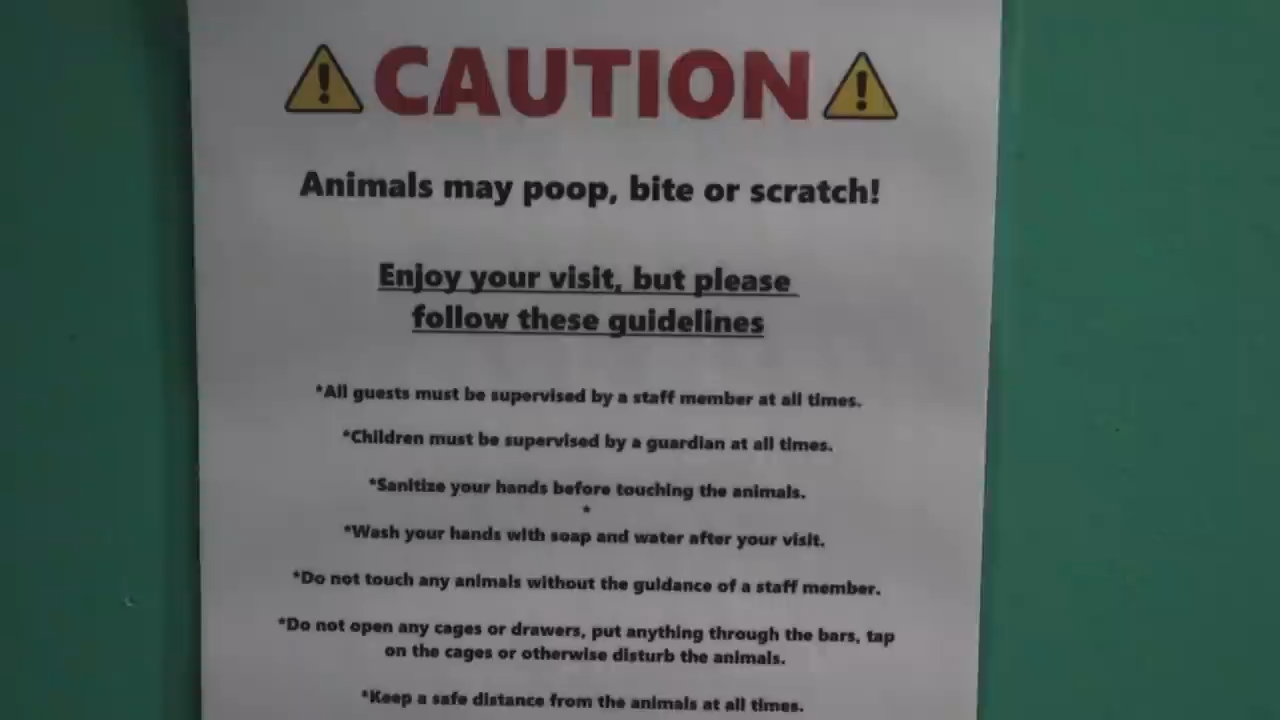 CAUTION
Animals may poop, bite or scratch!
Enjoy your visit, but please
follow these guidelines
*All guests must be supervised by a staff member at all times.
*Children must be supervised by a guardian at all times.
*Sanitize your hands before touching the animals.
*
*Wash your hands with soap and water after your visit.
*Do not touch any animals without the guidance of a staff member.
*Do not open any cages or drawers, put anything through the bars, tap
on the cages or otherwise disturb the animals.
*Keep a safe distance from the animals at all times.